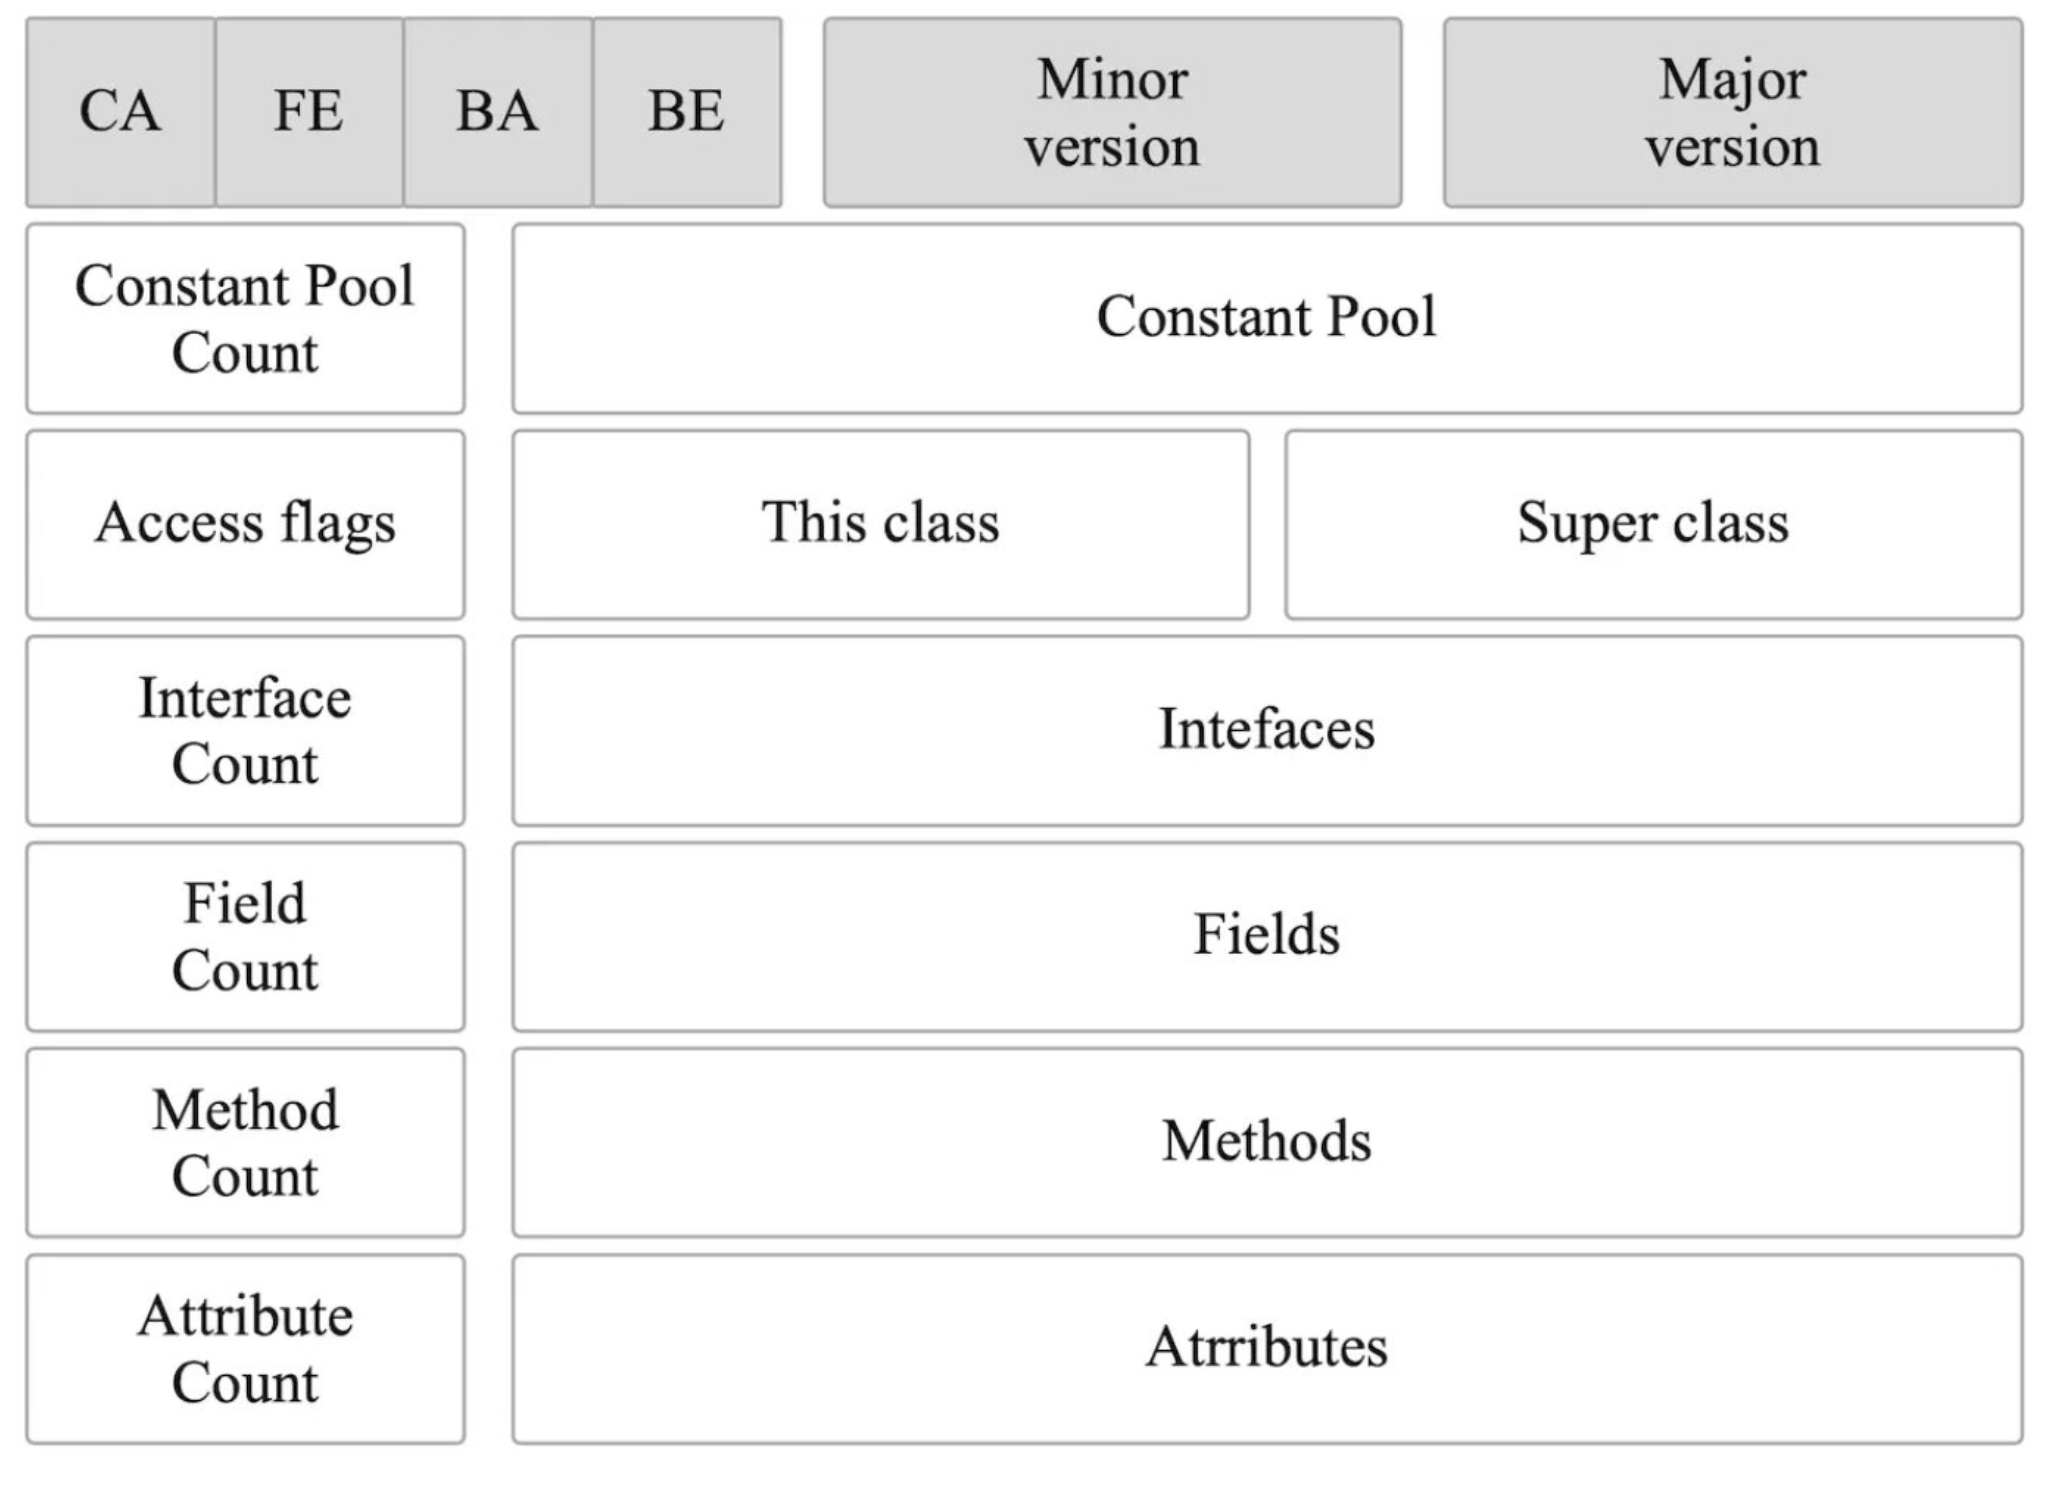 CA FE BA BE Minor version Major version
Constant Pool
Count
Constant Pool
Access flags
This class
Super class
Interface
Count
Intefaces
Field
Count
Fields
Method
Count
Methods
Attribute
Count
Atrributes